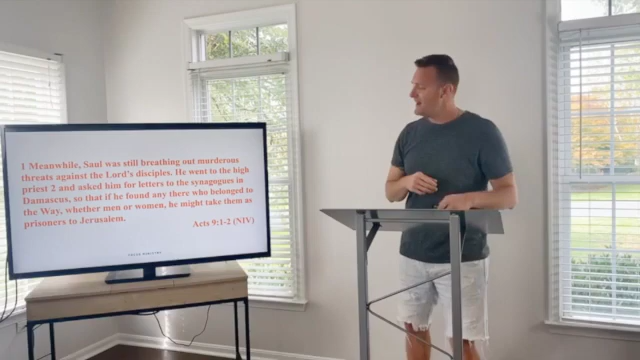 1 Meanwhile, Saul was still breathing out murderous
threats against the Lord's disciples. He went to the high
priest 2 and asked him for letters to the synagogues in
Damascus, so that if he found any there who belonged to
the Way, whether men or women, he might take them as
prisoners to Jerusalem.
Acts 9:1-2 (NIV)